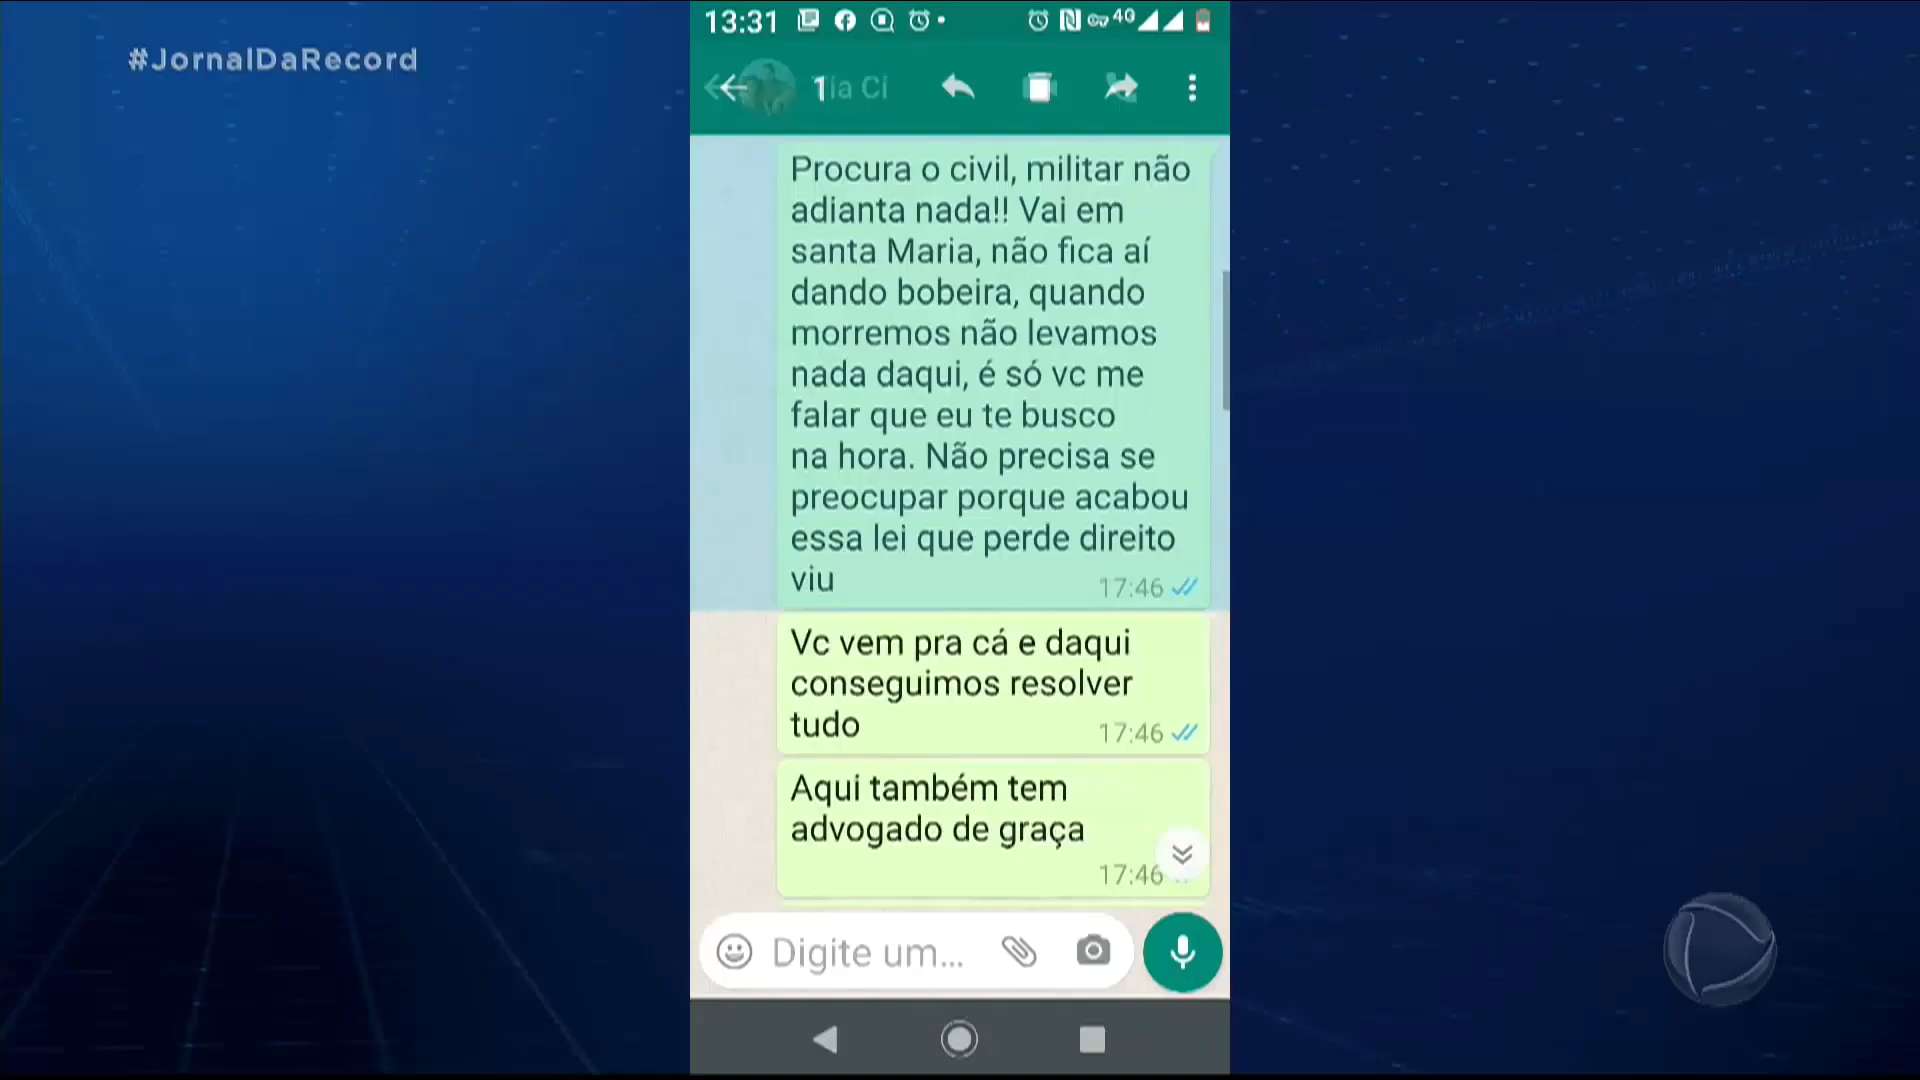 #JornalDaRecord
13:31
4G
1
Tia Ci
Procura o civil, militar não
adianta nada!! Vai em
santa Maria, não fica aí
dando bobeira, quando
morremos não levamos
nada daqui, é só vc me
falar que eu te busco
na hora. Não precisa se
preocupar porque acabou
essa lei que perde direito
viu
17:46
Vc vem pra cá e daqui
conseguimos resolver
tudo
17:46
Aqui também tem
advogado de graça
17:46
Digite um...